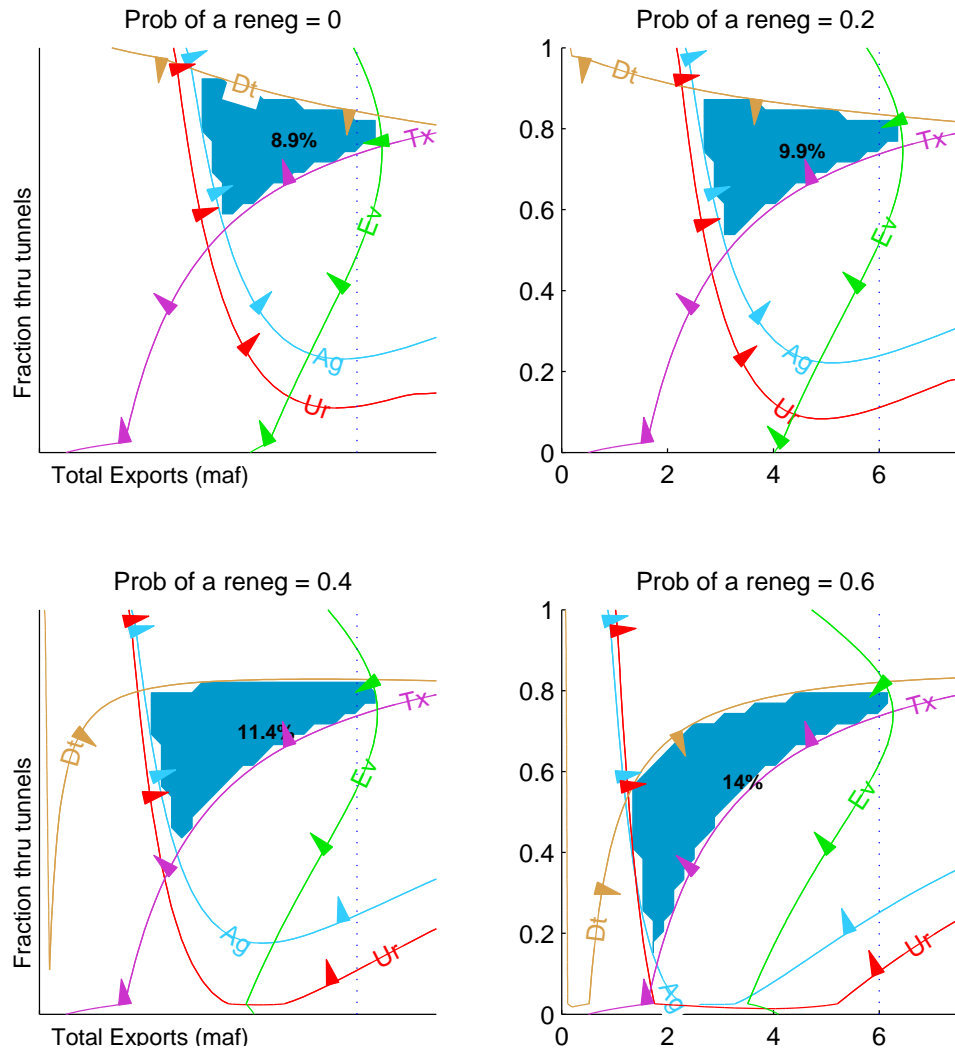 Prob of a reneg = 0
Dt
8.9%
Tx
Ev
Ag
Ur
Fraction thru tunnels
Total Exports (maf)
Prob of a reneg = 0.2
1
0.8
0.6
0.4
0.2
0
Dt
9.9%
Tx
Ev
Ag
Ur
0 2 4 6
Prob of a reneg = 0.4
Dt
11.4%
Tx
Ev
Ag
Ur
Fraction thru tunnels
Total Exports (maf)
Prob of a reneg = 0.6
1
0.8
0.6
0.4
0.2
0
Tx
14%
Ev
Dt
Ur
Ag
0 2 4 6